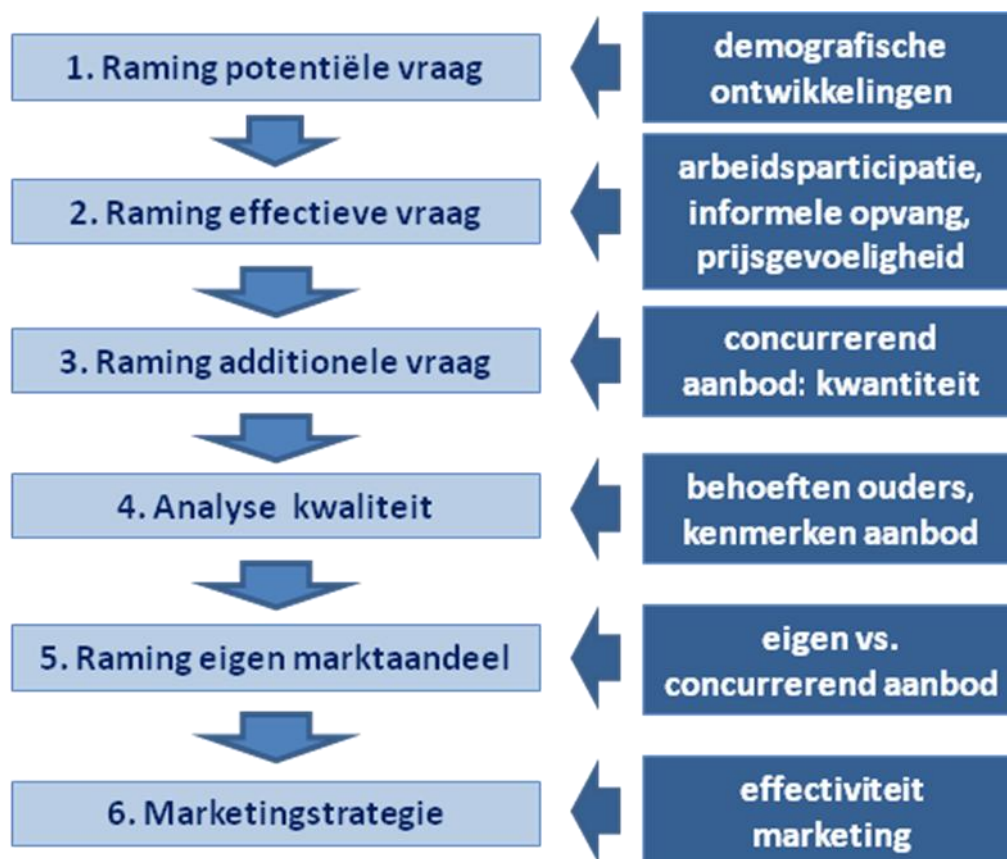 1. Raming potentiële vraag
demografische
ontwikkelingen
2. Raming effectieve vraag
arbeidsparticipatie,
informele opvang,
prijsgevoeligheid
3. Raming additionele vraag
concurrerend
aanbod: kwantiteit
4. Analyse kwaliteit
behoeften ouders,
kenmerken aanbod
5. Raming eigen marktaandeel
eigen vs.
concurrerend aanbod
6. Marketingstrategie
effectiviteit
marketing